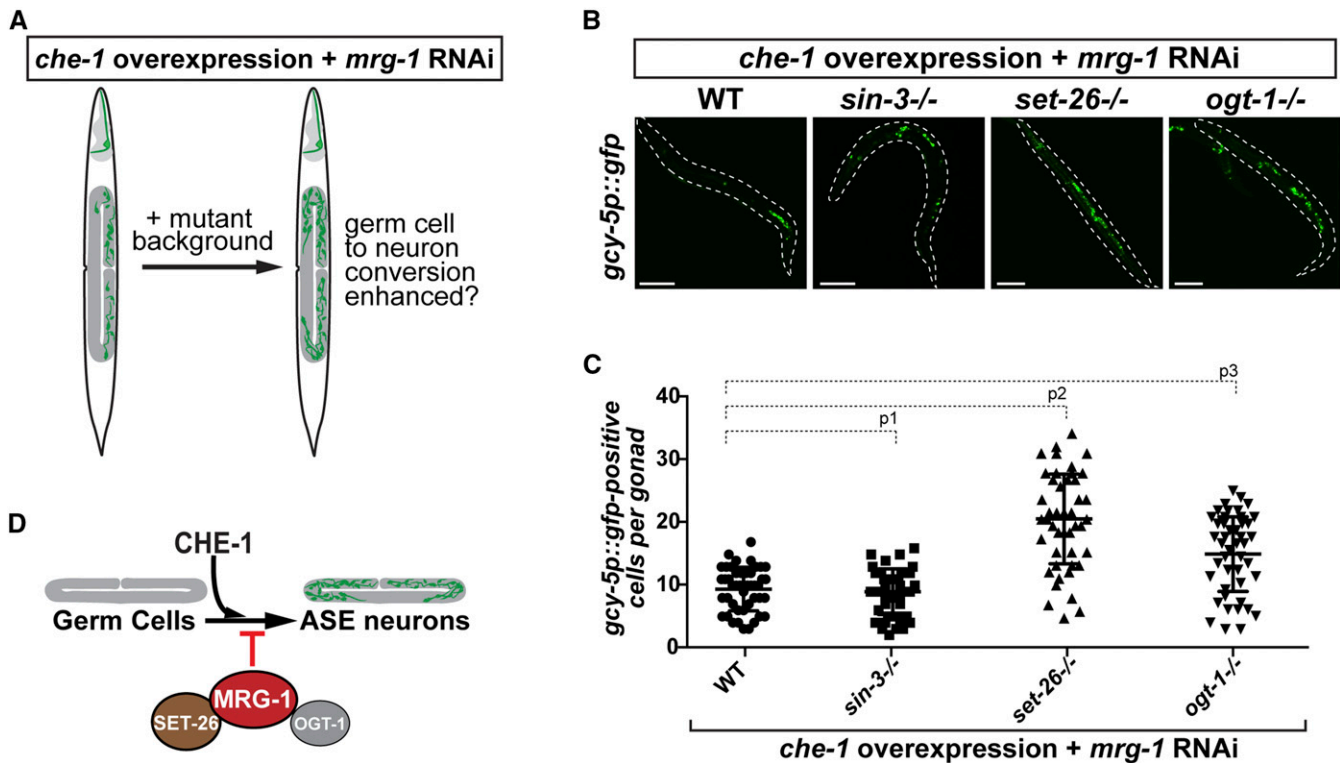 A
che-1 overexpression + mrg-1 RNAi
+ mutant
background
germ cell
to neuron
conversion
enhanced?
B
che-1 overexpression + mrg-1 RNAi
WT
sin-3-/-
set-26-/-
ogt-1-/-
gcy-5p::gfp
C
p3
p2
p1
40
30
20
10
0
gcy-5p::gfp-positive
cells per gonad
WT
sin-3-/-
set-26-/-
ogt-1-/-
che-1 overexpression + mrg-1 RNAi
D
CHE-1
Germ Cells
ASE neurons
MRG-1
SET-26
OGT-1